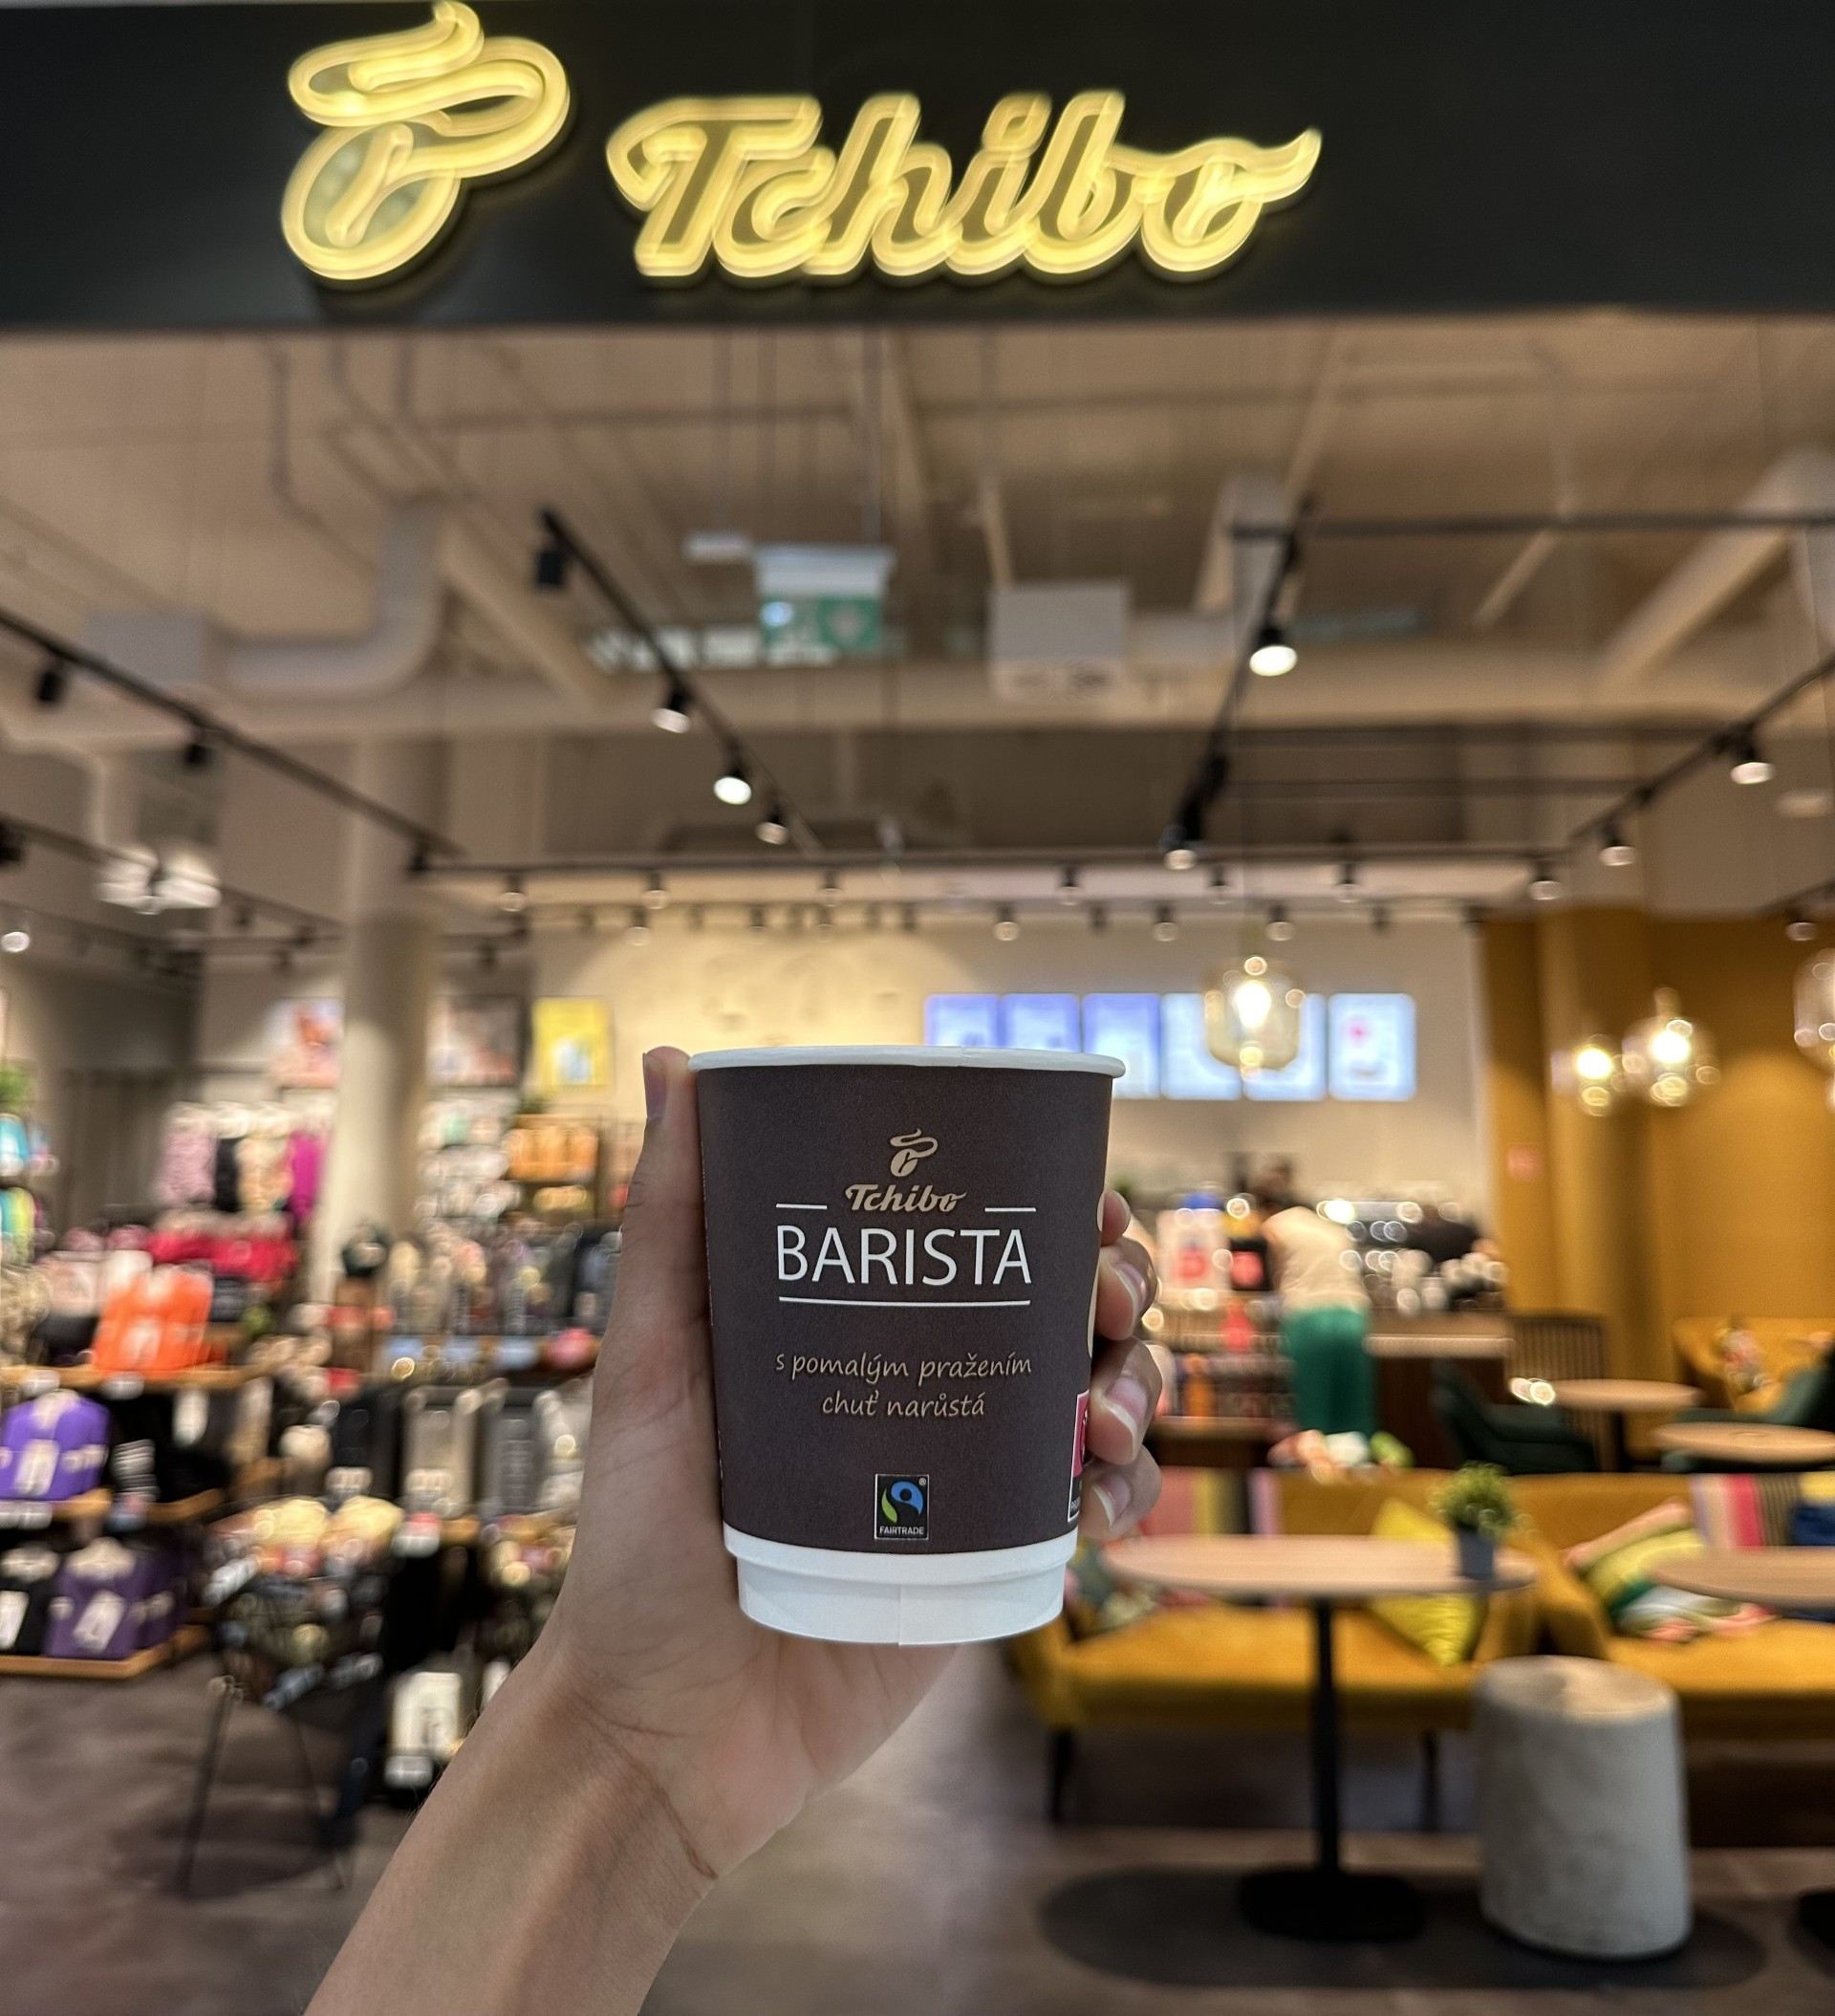 Tchibo
Tchibo
BARISTA
s pomalým pražením
chuť narůstá
FAIRTRADE